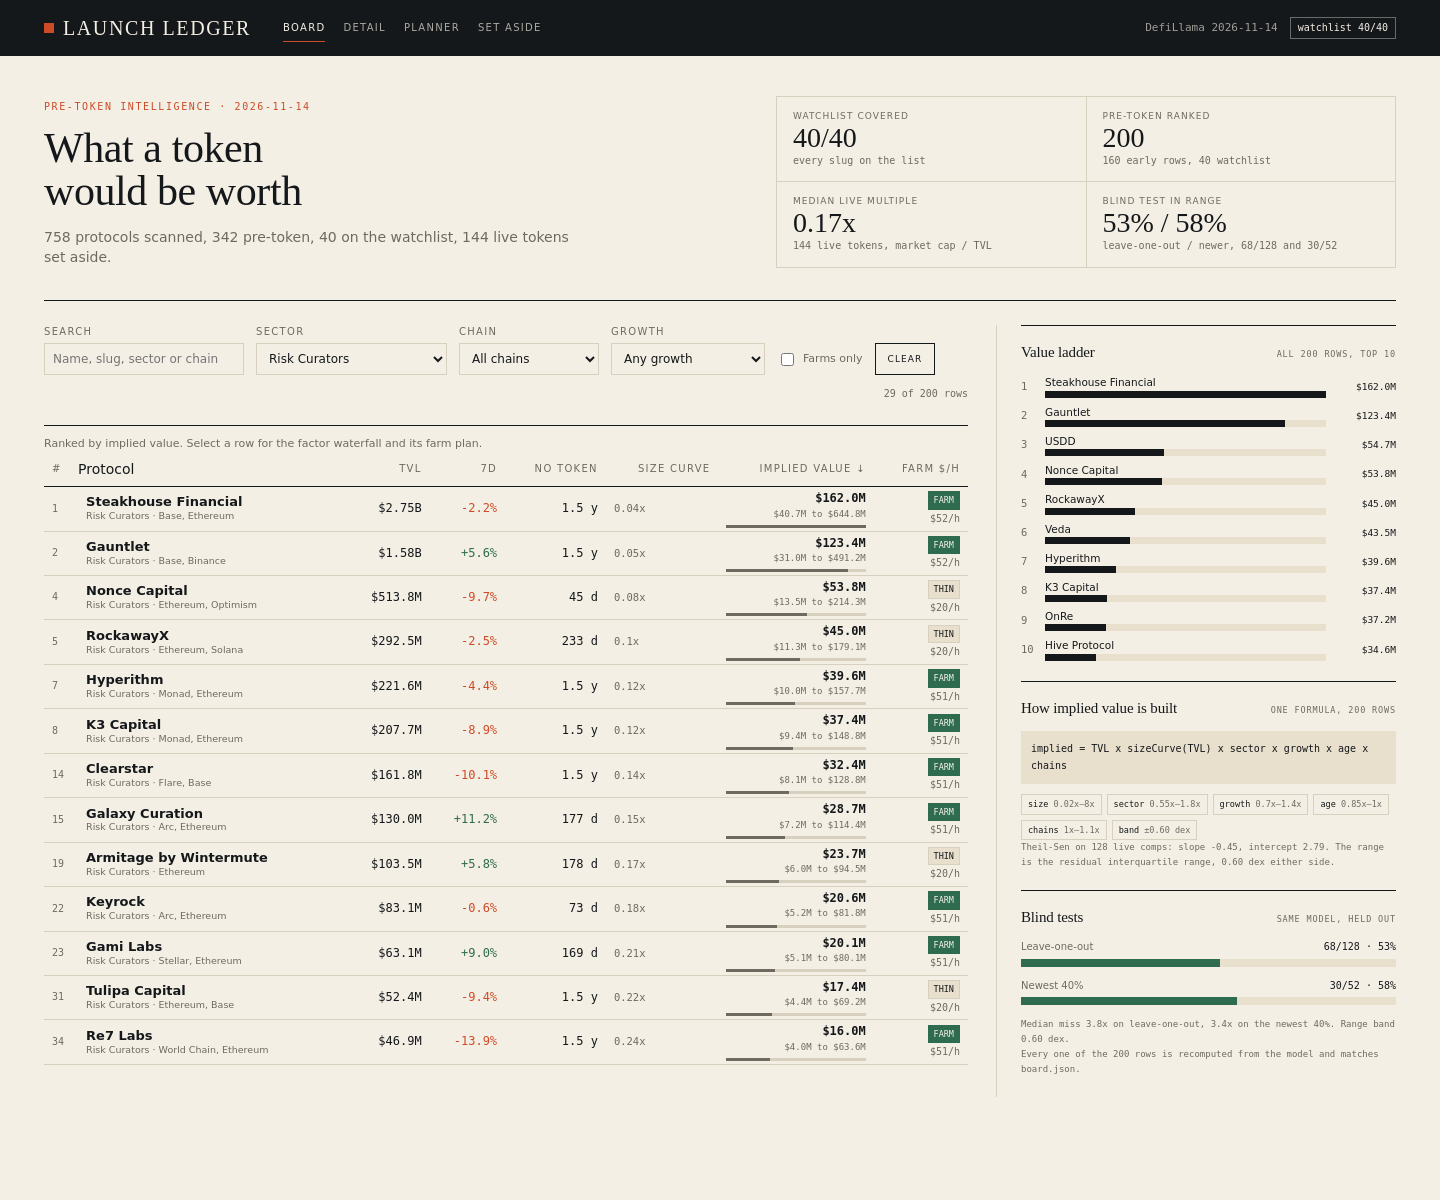 LAUNCH LEDGER BOARD DETAIL PLANNER SET ASIDE DefiLlama 2026-11-14 watchlist 40/40
PRE-TOKEN INTELLIGENCE · 2026-11-14
What a token
would be worth
758 protocols scanned, 342 pre-token, 40 on the watchlist, 144 live tokens
set aside.
WATCHLIST COVERED
40/40
every slug on the list
PRE-TOKEN RANKED
200
160 early rows, 40 watchlist
MEDIAN LIVE MULTIPLE
0.17x
144 live tokens, market cap / TVL
BLIND TEST IN RANGE
53% / 58%
leave-one-out / newer, 68/128 and 30/52
SEARCH SECTOR CHAIN GROWTH
Name, slug, sector or chain Risk Curators All chains Any growth Farms only CLEAR
29 of 200 rows
Ranked by implied value. Select a row for the factor waterfall and its farm plan.
# Protocol TVL 7D NO TOKEN SIZE CURVE IMPLIED VALUE ↓ FARM $/H
1 Steakhouse Financial $2.75B -2.2% 1.5 y 0.04x $162.0M FARM
Risk Curators · Base, Ethereum $40.7M to $644.8M $52/h
2 Gauntlet $1.58B +5.6% 1.5 y 0.05x $123.4M FARM
Risk Curators · Base, Binance $31.0M to $491.2M $52/h
4 Nonce Capital $513.8M -9.7% 45 d 0.08x $53.8M THIN
Risk Curators · Ethereum, Optimism $13.5M to $214.3M $20/h
5 RockawayX $292.5M -2.5% 233 d 0.1x $45.0M THIN
Risk Curators · Ethereum, Solana $11.3M to $179.1M $20/h
7 Hyperithm $221.6M -4.4% 1.5 y 0.12x $39.6M FARM
Risk Curators · Monad, Ethereum $10.0M to $157.7M $51/h
8 K3 Capital $207.7M -8.9% 1.5 y 0.12x $37.4M FARM
Risk Curators · Monad, Ethereum $9.4M to $148.8M $51/h
14 Clearstar $161.8M -10.1% 1.5 y 0.14x $32.4M FARM
Risk Curators · Flare, Base $8.1M to $128.8M $51/h
15 Galaxy Curation $130.0M +11.2% 177 d 0.15x $28.7M FARM
Risk Curators · Arc, Ethereum $7.2M to $114.4M $51/h
19 Armitage by Wintermute $103.5M +5.8% 178 d 0.17x $23.7M THIN
Risk Curators · Ethereum $6.0M to $94.5M $20/h
22 Keyrock $83.1M -0.6% 73 d 0.18x $20.6M FARM
Risk Curators · Arc, Ethereum $5.2M to $81.8M $51/h
23 Gami Labs $63.1M +9.0% 169 d 0.21x $20.1M FARM
Risk Curators · Stellar, Ethereum $5.1M to $80.1M $51/h
31 Tulipa Capital $52.4M -9.4% 1.5 y 0.22x $17.4M THIN
Risk Curators · Ethereum, Base $4.4M to $69.2M $20/h
34 Re7 Labs $46.9M -13.9% 1.5 y 0.24x $16.0M FARM
Risk Curators · World Chain, Ethereum $4.0M to $63.6M $51/h
Value ladder ALL 200 ROWS, TOP 10
1 Steakhouse Financial $162.0M
2 Gauntlet $123.4M
3 USDD $54.7M
4 Nonce Capital $53.8M
5 RockawayX $45.0M
6 Veda $43.5M
7 Hyperithm $39.6M
8 K3 Capital $37.4M
9 OnRe $37.2M
10 Hive Protocol $34.6M
How implied value is built ONE FORMULA, 200 ROWS
implied = TVL x sizeCurve(TVL) x sector x growth x age x
chains
size 0.02x–8x sector 0.55x–1.8x growth 0.7x–1.4x age 0.85x–1x
chains 1x–1.1x band ±0.60 dex
Theil-Sen on 128 live comps: slope -0.45, intercept 2.79. The range
is the residual interquartile range, 0.60 dex either side.
Blind tests SAME MODEL, HELD OUT
Leave-one-out 68/128 · 53%
Newest 40% 30/52 · 58%
Median miss 3.8x on leave-one-out, 3.4x on the newest 40%. Range band
0.60 dex.
Every one of the 200 rows is recomputed from the model and matches
board.json.